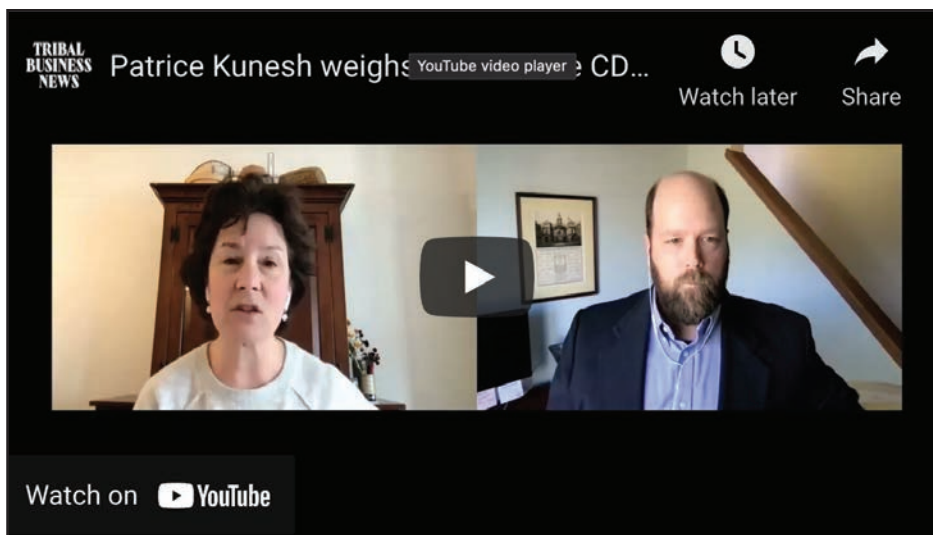 TRIBAL
BUSINESS
NEWS
Patrice Kunesh weighs
YouTube video player
CD...
Watch later
Share
Watch on YouTube